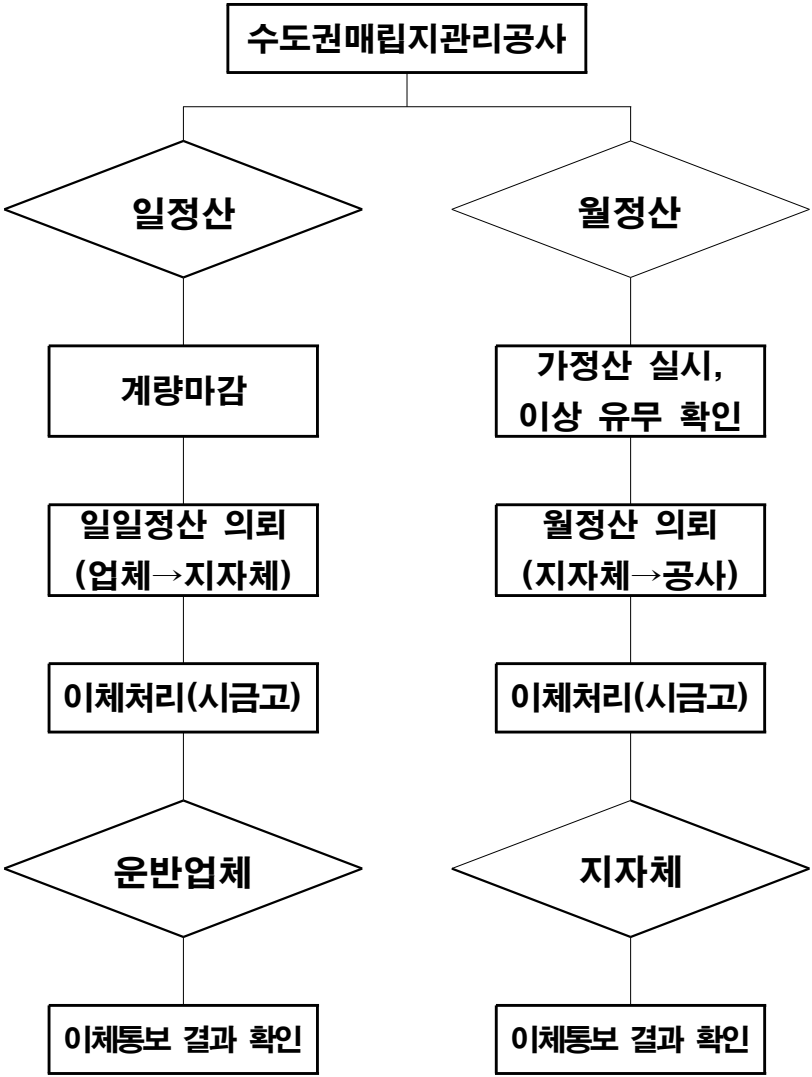 수도권매립지관리공사
일정산
월정산
계량마감
가정산 실시,
이상 유무 확인
일일정산 의뢰
(업체→지자체)
월정산 의뢰
(지자체→공사)
이체처리(시금고)
이체처리(시금고)
운반업체
지자체
이체통보 결과 확인
이체통보 결과 확인